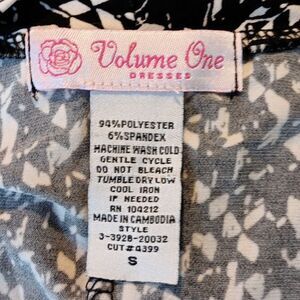 Volume One
DRESSES
94% POLYESTER
6% SPANDEX
MACHINE WASH COLD
GENTLE CYCLE
DO NOT BLEACH
TUMBLE DRY LOW
COOL IRON
IF NEEDED
RN 104212
MADE IN CAMBODIA
STYLE
3-3928-20032
CUT#4399
S